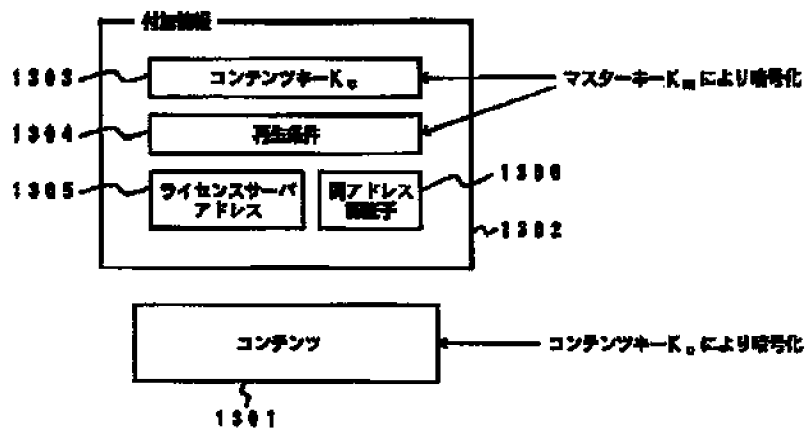 付加情報
1303
コンテンツキーKc
マスターキーKmにより暗号化
1304
再生条件
1305
ライセンスサーバ
アドレス
同アドレス
認証子
1306
1302
コンテンツ
コンテンツキーKcにより暗号化
1301